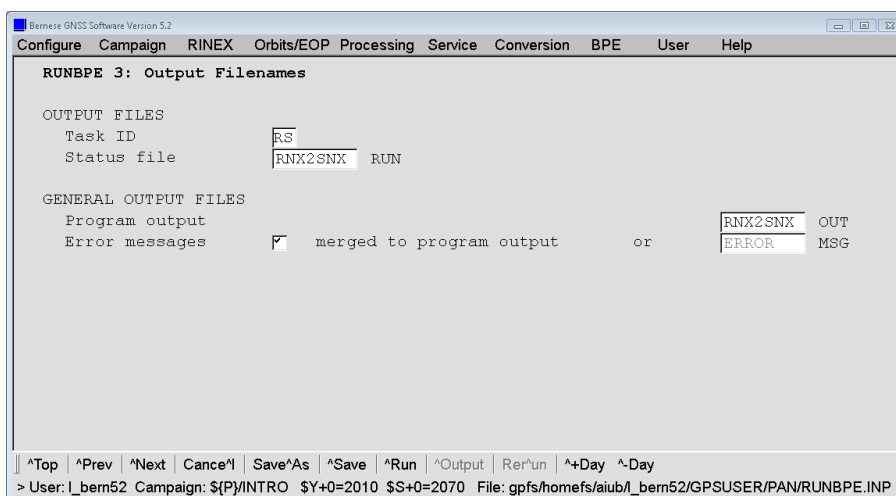 Bernese GNSS Software Version 5.2
Configure Campaign RINEX Orbits/EOP Processing Service Conversion BPE User Help
RUNBPE 3: Output Filenames
OUTPUT FILES
Task ID RS
Status file RNX2SNX RUN
GENERAL OUTPUT FILES
Program output RNX2SNX OUT
Error messages merged to program output or ERROR MSG
^Top ^Prev ^Next Cance^l Save^As ^Save ^Run ^Output Rer^un ^+Day ^-Day
> User: l_bern52 Campaign: ${P}/INTRO $Y+0=2010 $S+0=2070 File: gpfs/homefs/aiub/l_bern52/GPSUSER/PAN/RUNBPE.INP